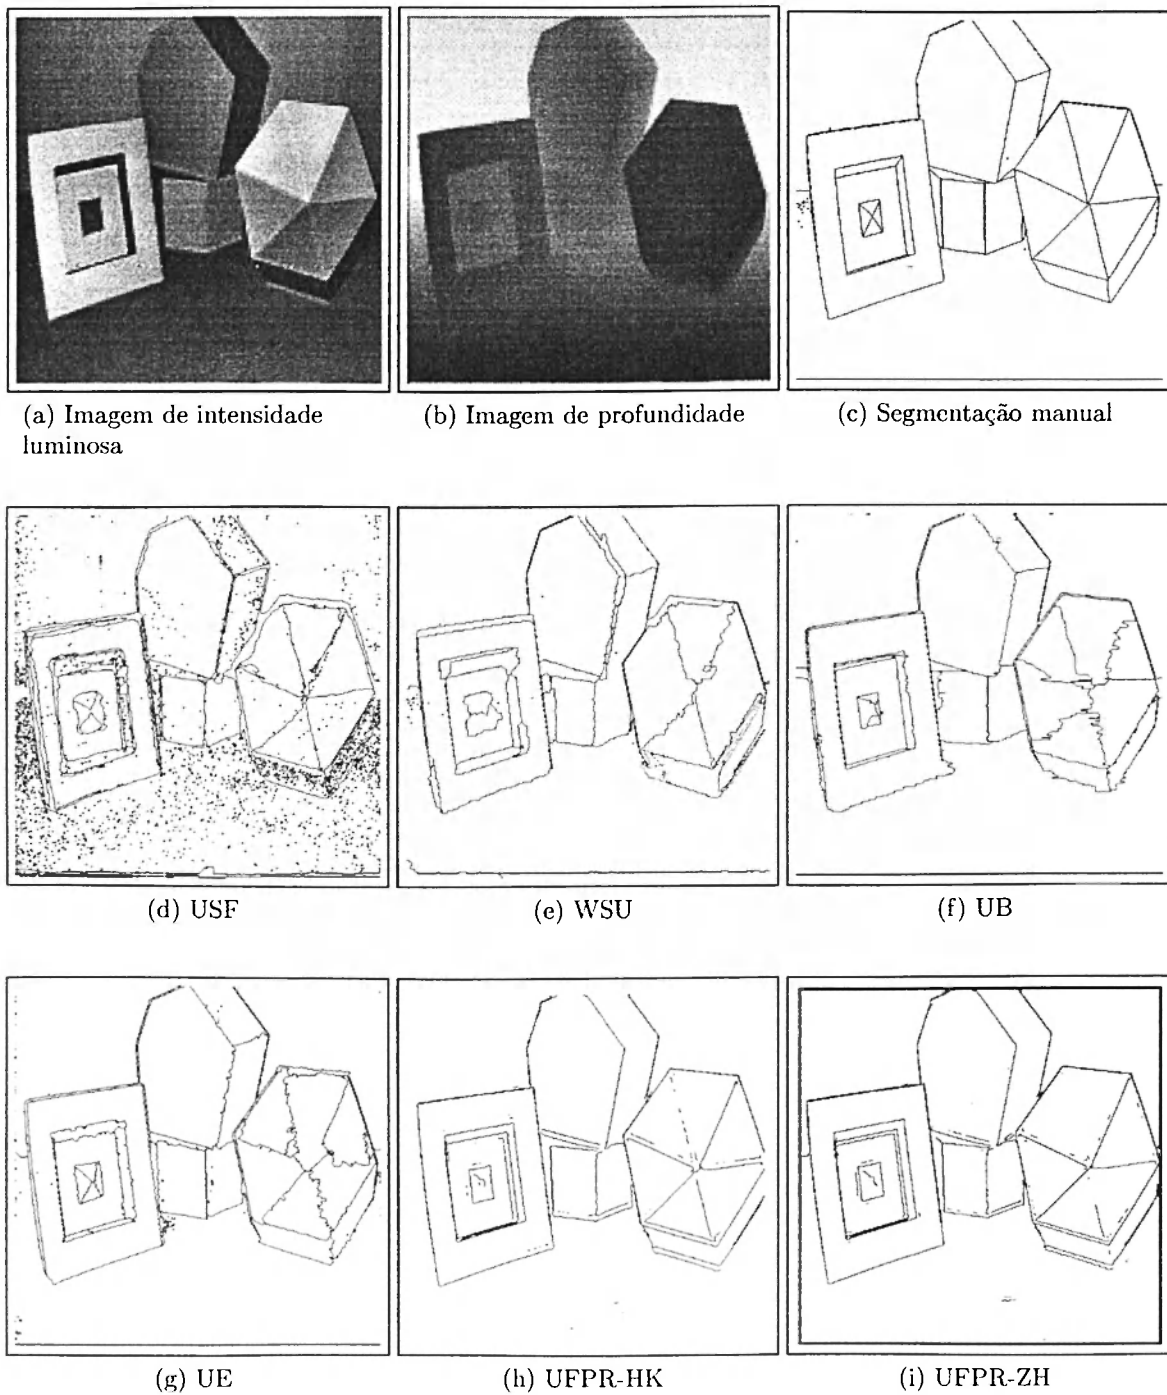 (a) Imagem de intensidade
luminosa
(b) Imagem de profundidade
(c) Segmentação manual
(d) USF
(e) WSU
(f) UB
(g) UE
(h) UFPR-HK
(i) UFPR-ZH